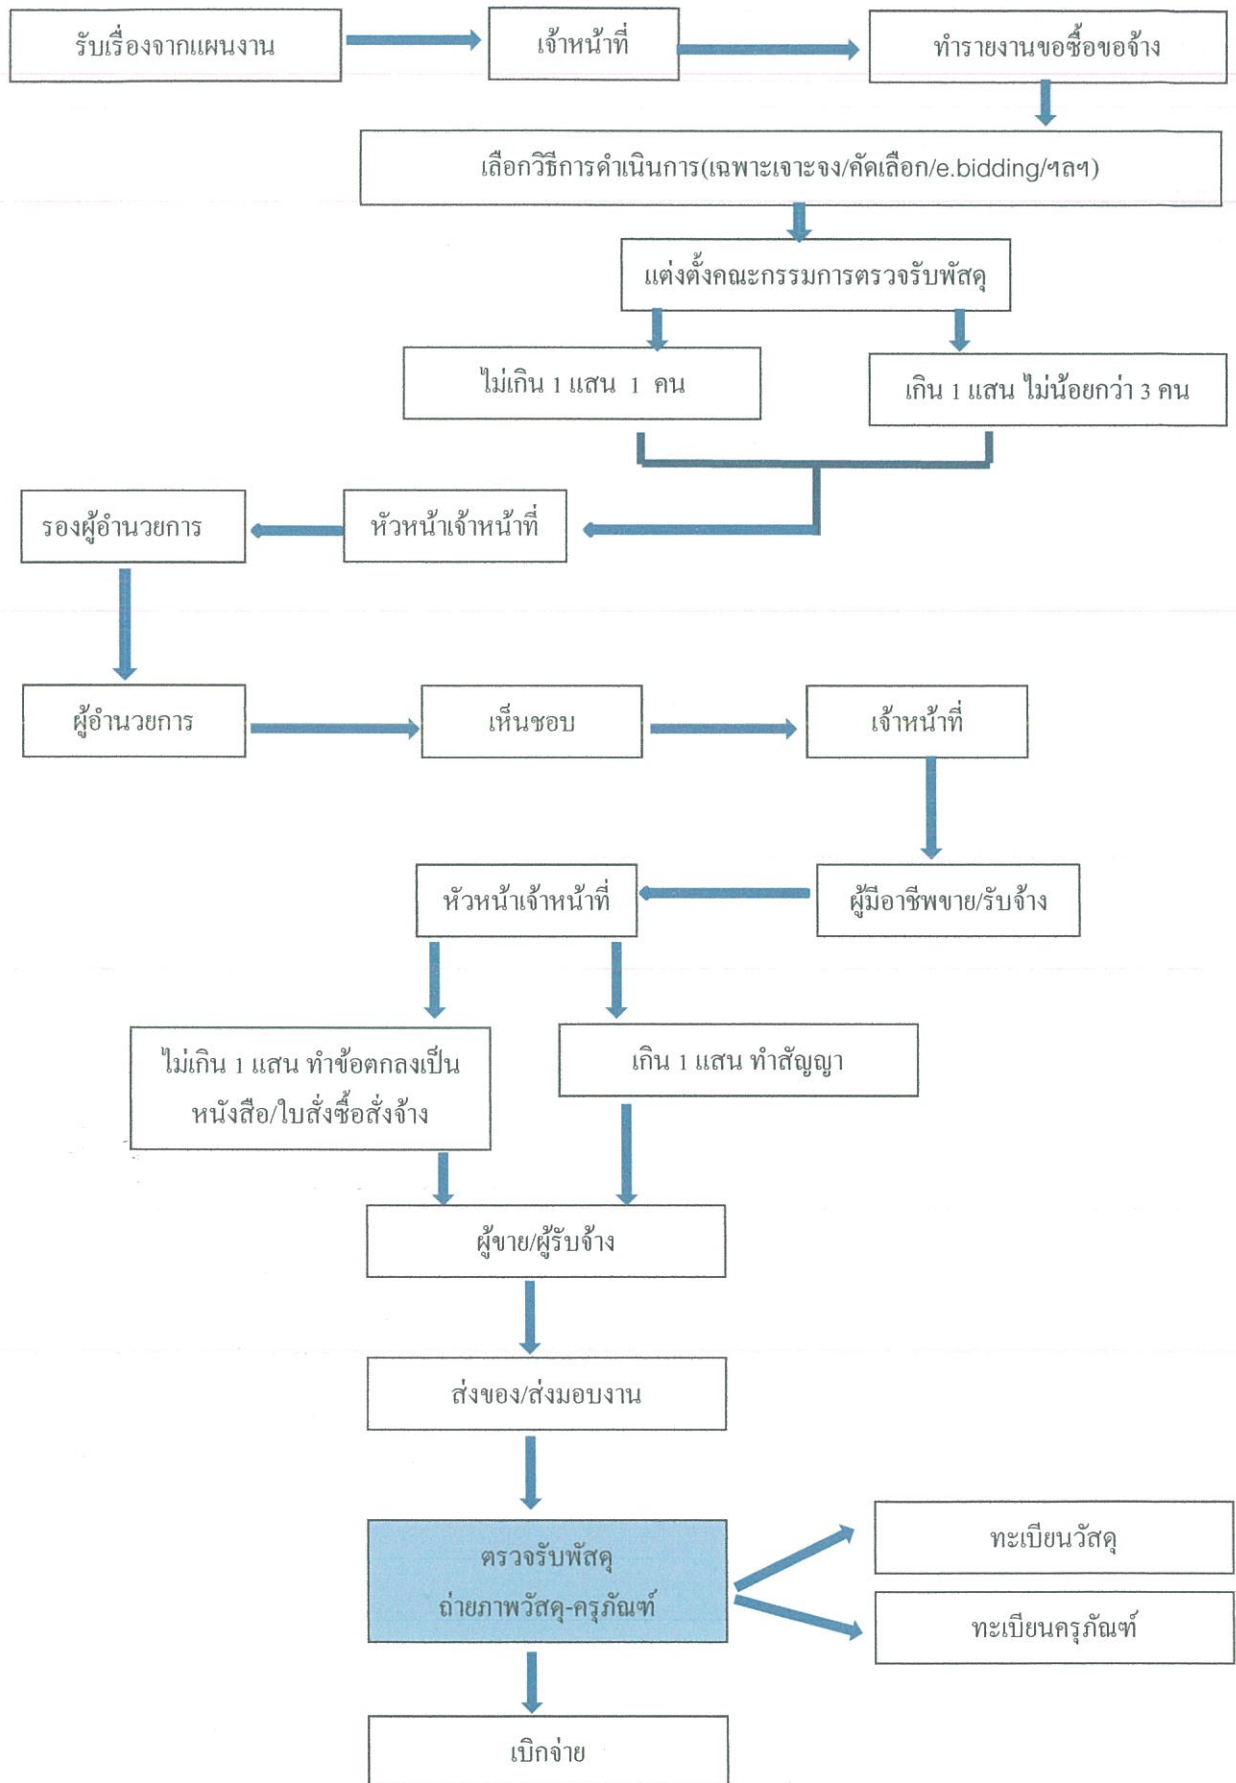 รับเรื่องจากแผนงาน
เจ้าหน้าที่
ทำรายงานขอซื้อขอจ้าง
เลือกวิธีการดำเนินการ(เฉพาะเจาะจง/คัดเลือก/e.bidding/ฯลฯ)
แต่งตั้งคณะกรรมการตรวจรับพัสดุ
ไม่เกิน 1 แสน 1 คน
เกิน 1 แสน ไม่น้อยกว่า 3 คน
รองผู้อำนวยการ
หัวหน้าเจ้าหน้าที่
ผู้อำนวยการ
เห็นชอบ
เจ้าหน้าที่
หัวหน้าเจ้าหน้าที่
ผู้มีอาชีพขาย/รับจ้าง
ไม่เกิน 1 แสน ทำข้อตกลงเป็น
หนังสือ/ใบสั่งซื้อสั่งจ้าง
เกิน 1 แสน ทำสัญญา
ผู้ขาย/ผู้รับจ้าง
ส่งของ/ส่งมอบงาน
ตรวจรับพัสดุ
ถ่ายภาพวัสดุ-ครุภัณฑ์
ทะเบียนวัสดุ
ทะเบียนครุภัณฑ์
เบิกจ่าย